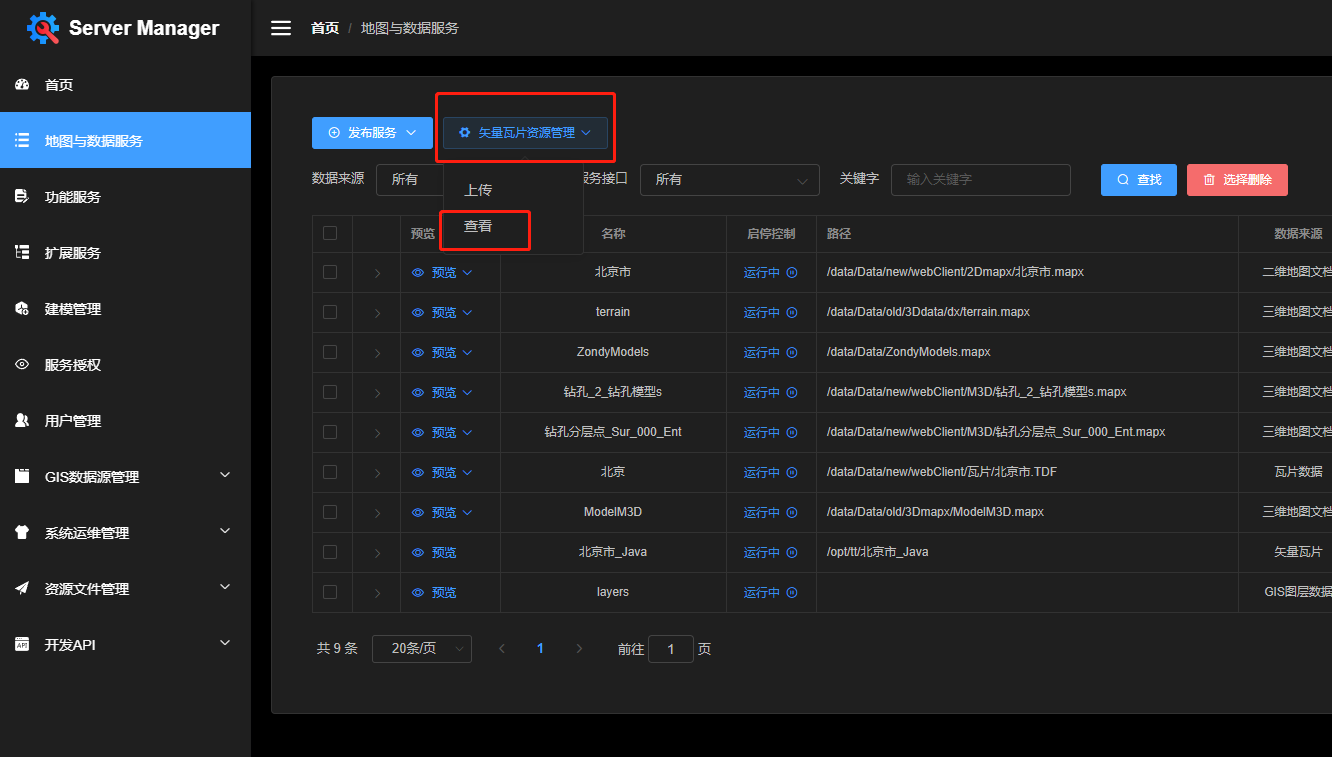 Server Manager
首页 / 地图与数据服务
首页
地图与数据服务
功能服务
扩展服务
建模管理
服务授权
用户管理
GIS数据源管理
系统运维管理
资源文件管理
开发API
发布服务 矢量瓦片资源管理
上传
查看
数据来源 所有 服务接口 所有 关键字 输入关键字 查找 选择删除
预览 名称 启停控制 路径 数据来源
预览 北京市 运行中 /data/Data/new/webClient/2Dmapx/北京市.mapx 二维地图文档
预览 terrain 运行中 /data/Data/old/3Ddata/dx/terrain.mapx 三维地图文档
预览 ZondyModels 运行中 /data/Data/ZondyModels.mapx 三维地图文档
预览 钻孔_2_钻孔模型s 运行中 /data/Data/new/webClient/M3D/钻孔_2_钻孔模型s.mapx 三维地图文档
预览 钻孔分层点_Sur_000_Ent 运行中 /data/Data/new/webClient/M3D/钻孔分层点_Sur_000_Ent.mapx 三维地图文档
预览 北京 运行中 /data/Data/new/webClient/瓦片/北京市.TDF 瓦片数据
预览 ModelM3D 运行中 /data/Data/old/3Dmapx/ModelM3D.mapx 三维地图文档
预览 北京市_Java 运行中 /opt/tt/北京市_Java 矢量瓦片
预览 layers 运行中 GIS图层数据
共 9 条 20条/页 1 前往 1 页